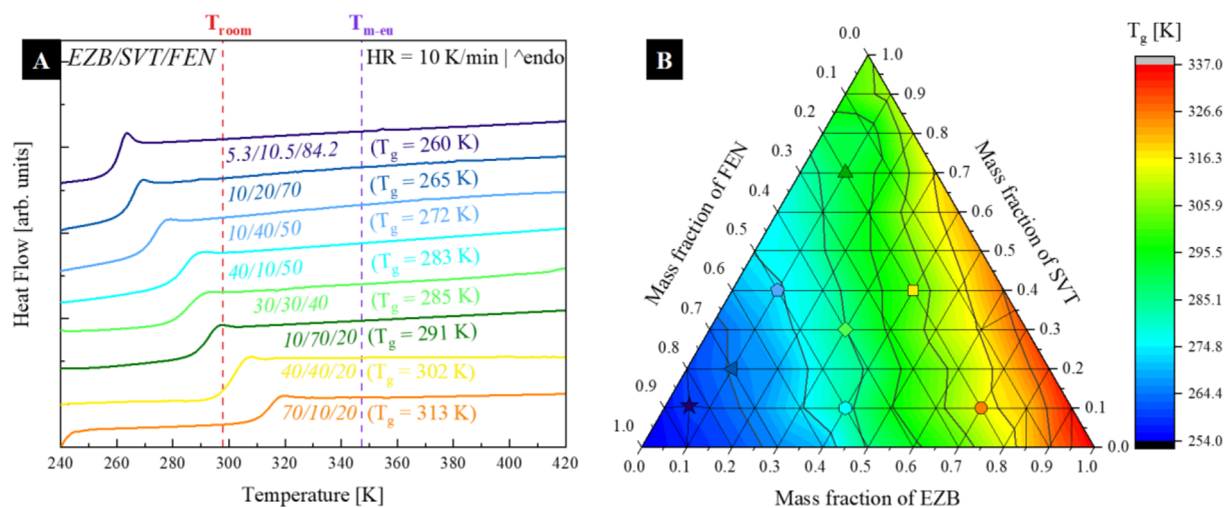 T_room T_m-eu
A EZB/SVT/FEN HR = 10 K/min | ^endo
5.3/10.5/84.2 (T_g = 260 K)
10/20/70 (T_g = 265 K)
10/40/50 (T_g = 272 K)
40/10/50 (T_g = 283 K)
30/30/40 (T_g = 285 K)
10/70/20 (T_g = 291 K)
40/40/20 (T_g = 302 K)
70/10/20 (T_g = 313 K)
Heat Flow [arb. units]
240 260 280 300 320 340 360 380 400 420
Temperature [K]
B
0.0 0.1 0.2 0.3 0.4 0.5 0.6 0.7 0.8 0.9 1.0
Mass fraction of FEN
1.0 0.9 0.8 0.7 0.6 0.5 0.4 0.3 0.2 0.1 0.0
Mass fraction of SVT
0.0 0.1 0.2 0.3 0.4 0.5 0.6 0.7 0.8 0.9 1.0
Mass fraction of EZB
T_g [K]
337.0
326.6
316.3
305.9
295.5
285.1
274.8
264.4
254.0